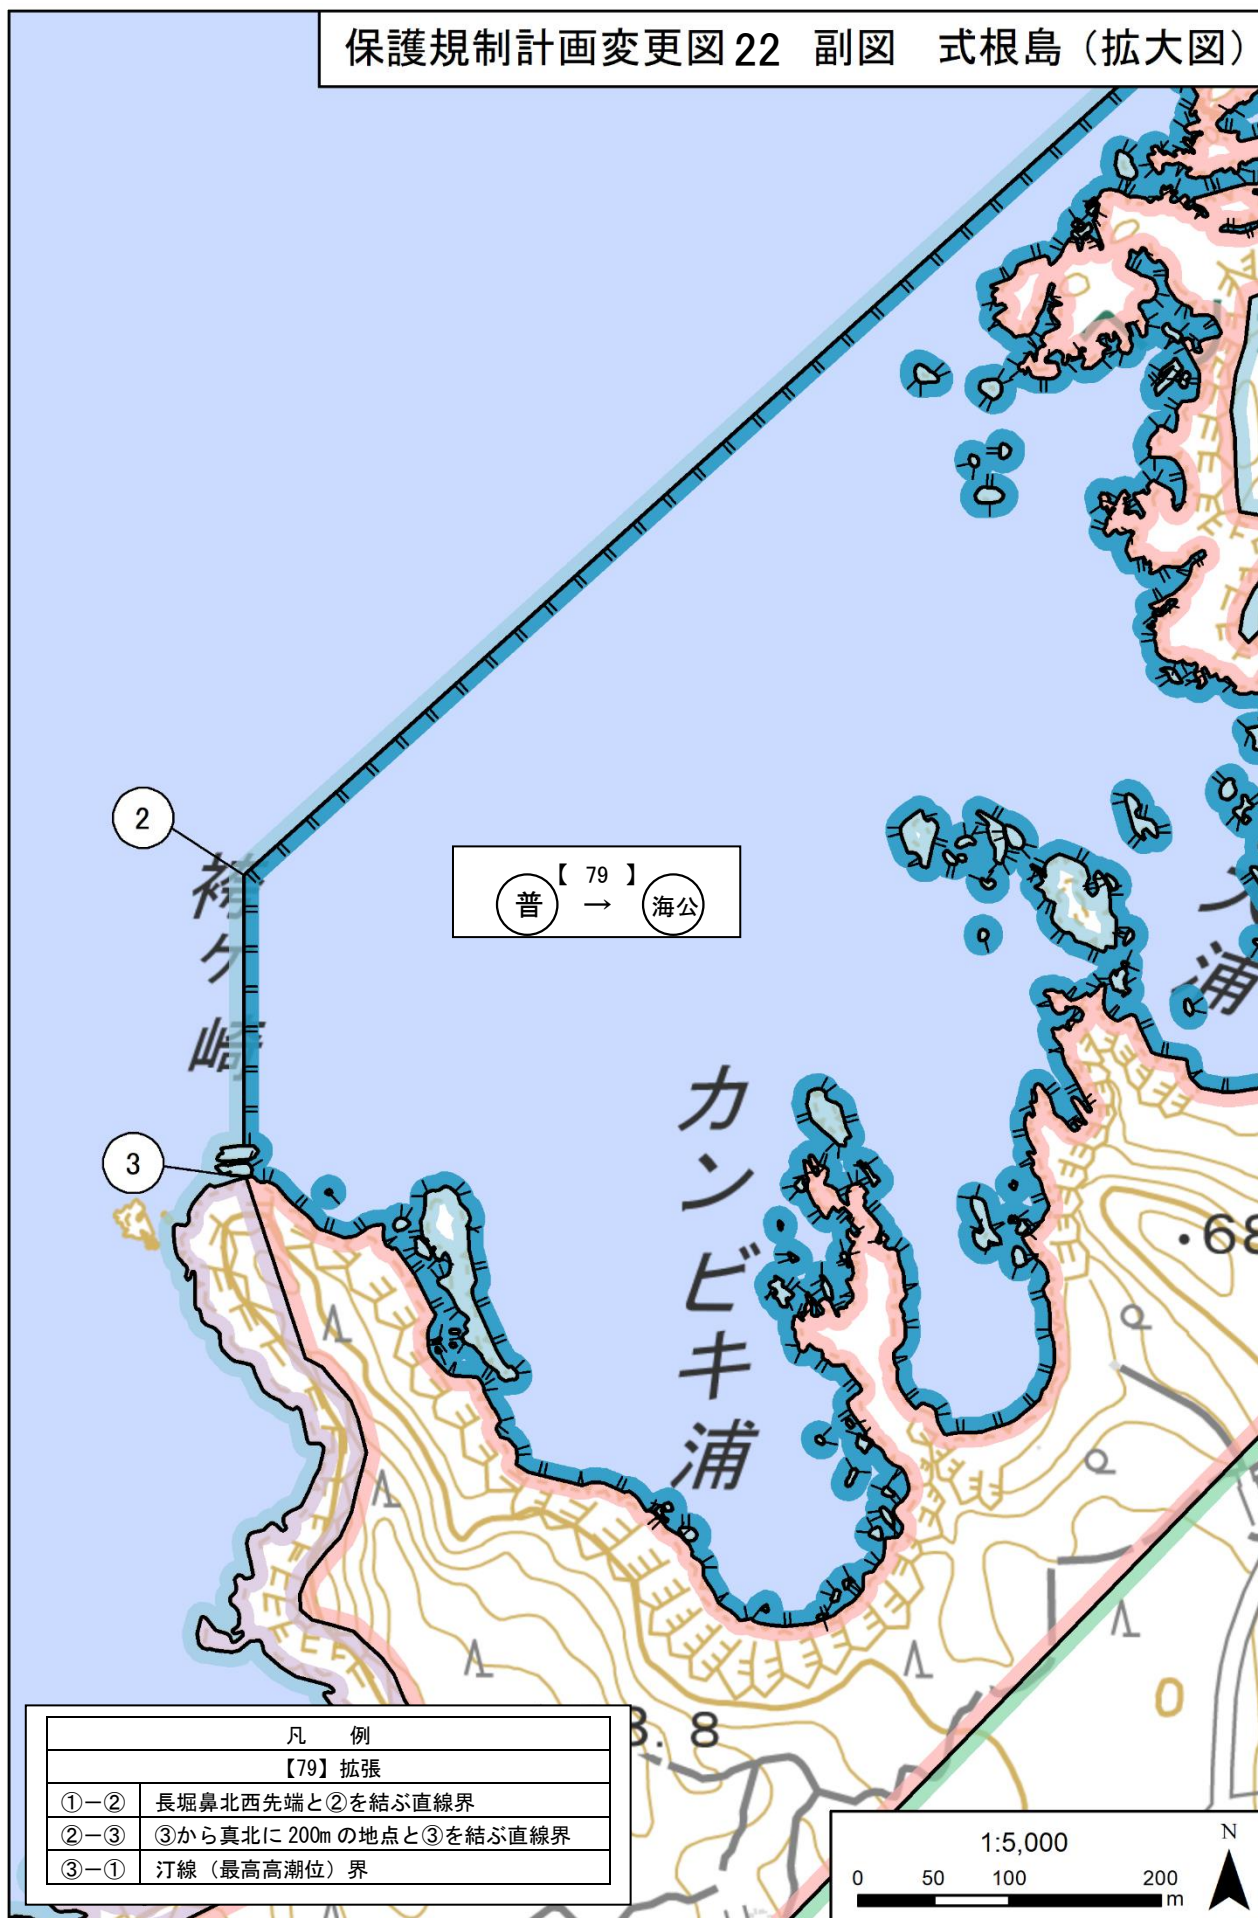 保護規制計画変更図22 副図 式根島（拡大図）
②
袴ケ崎
【 79 】
普 → 海公
浦
③
カンビキ浦
・68
3.8
凡 例
【79】拡張
①－② 長堀鼻北西先端と②を結ぶ直線界
②－③ ③から真北に200mの地点と③を結ぶ直線界
③－① 汀線（最高高潮位）界
1:5,000
N
0 50 100 200
m